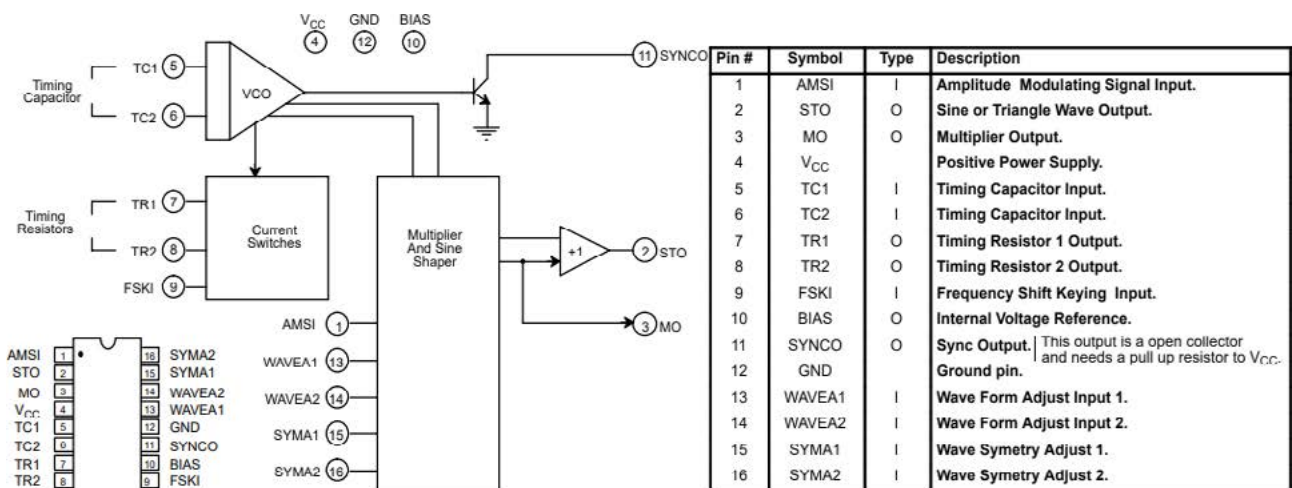 VCC GND BIAS
4 12 10
Timing
Capacitor
TC1 5
TC2 6
VCO
11 SYNCO
Timing
Resistors
TR1 7
TR2 8
FSKI 9
Current
Switches
Multiplier
And Sine
Shaper
+1
2 STO
3 MO
AMSI 1
WAVEA1 13
WAVEA2 14
SYMA1 15
SYMA2 16
AMSI 1 16 SYMA2
STO 2 15 SYMA1
MO 3 14 WAVEA2
VCC 4 13 WAVEA1
TC1 5 12 GND
TC2 6 11 SYNCO
TR1 7 10 BIAS
TR2 8 9 FSKI
Pin # Symbol Type Description
1 AMSI I Amplitude Modulating Signal Input.
2 STO O Sine or Triangle Wave Output.
3 MO O Multiplier Output.
4 VCC Positive Power Supply.
5 TC1 I Timing Capacitor Input.
6 TC2 I Timing Capacitor Input.
7 TR1 O Timing Resistor 1 Output.
8 TR2 O Timing Resistor 2 Output.
9 FSKI I Frequency Shift Keying Input.
10 BIAS O Internal Voltage Reference.
11 SYNCO O Sync Output. This output is a open collector
and needs a pull up resistor to VCC.
12 GND Ground pin.
13 WAVEA1 I Wave Form Adjust Input 1.
14 WAVEA2 I Wave Form Adjust Input 2.
15 SYMA1 I Wave Symetry Adjust 1.
16 SYMA2 I Wave Symetry Adjust 2.